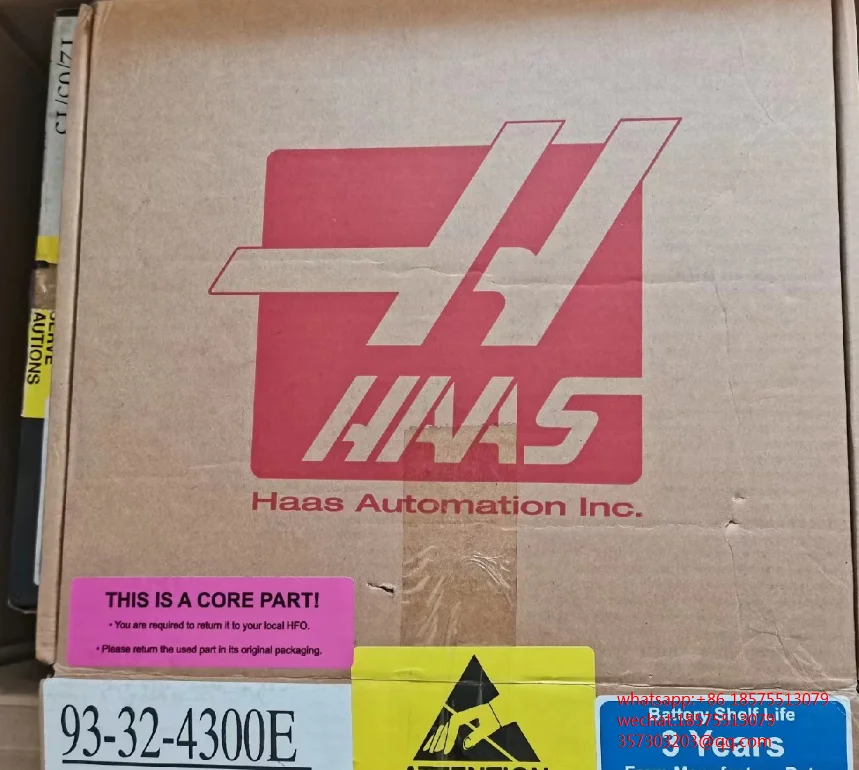 HAAS
Haas Automation Inc.
THIS IS A CORE PART!
• You are required to return it to your local HFO.
• Please return the used part in its original packaging.
93-32-4300E
ATTENTION
whatsapp:+86 18575513079
Battery Shelf Life
wechat:18575513079
3 Years
357303203@qq.com
AUTIONS